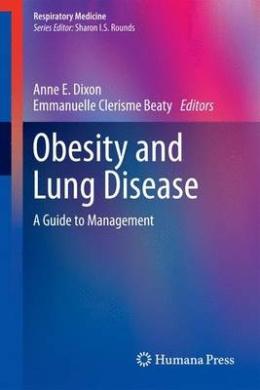 Respiratory Medicine
Series Editor: Sharon I.S. Rounds
Anne E. Dixon
Emmanuelle Clerisme Beaty Editors
Obesity and
Lung Disease
A Guide to Management
Humana Press